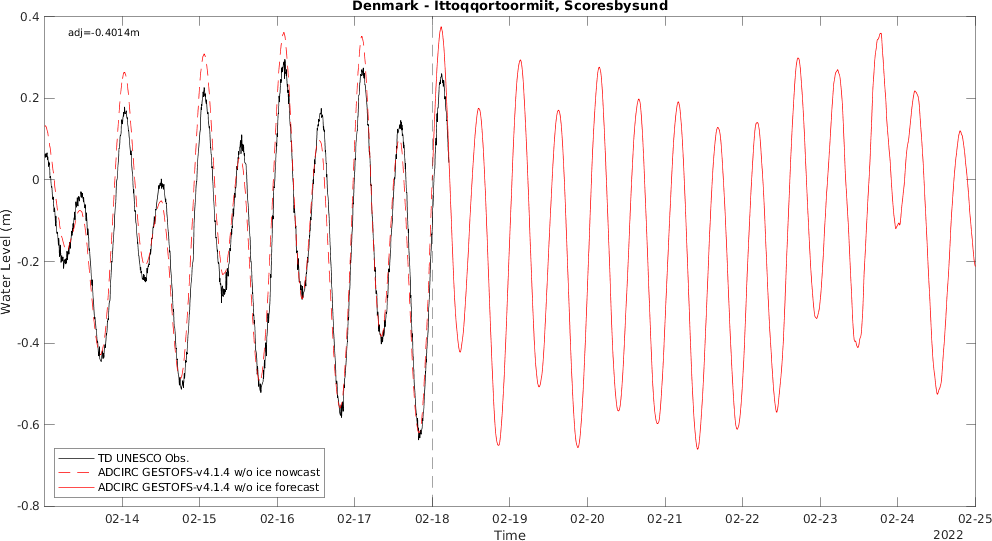 Denmark - Ittoqqortoormiit, Scoresbysund
adj=-0.4014m
0.4
0.2
0
-0.2
-0.4
-0.6
-0.8
Water Level (m)
TD UNESCO Obs.
ADCIRC GESTOFS-v4.1.4 w/o ice nowcast
ADCIRC GESTOFS-v4.1.4 w/o ice forecast
02-14 02-15 02-16 02-17 02-18 02-19 02-20 02-21 02-22 02-23 02-24 02-25
Time
2022